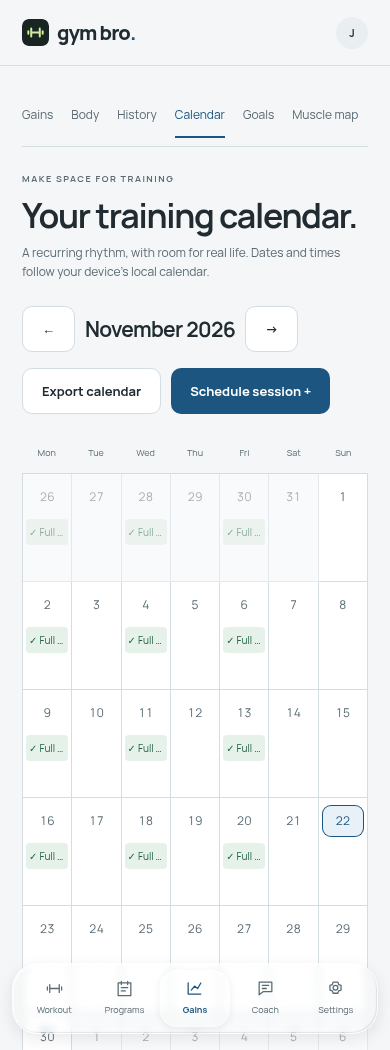 gym bro.
J
Gains Body History Calendar Goals Muscle map
MAKE SPACE FOR TRAINING
Your training calendar.
A recurring rhythm, with room for real life. Dates and times
follow your device's local calendar.
← November 2026 →
Export calendar Schedule session +
Mon Tue Wed Thu Fri Sat Sun
26 27 28 29 30 31 1
✓ Full ... ✓ Full ... ✓ Full ...
2 3 4 5 6 7 8
✓ Full ... ✓ Full ... ✓ Full ...
9 10 11 12 13 14 15
✓ Full ... ✓ Full ... ✓ Full ...
16 17 18 19 20 21 22
✓ Full ... ✓ Full ... ✓ Full ...
23 24 25 26 27 28 29
Workout Programs Gains Coach Settings
30 1 2 3 4 5 6